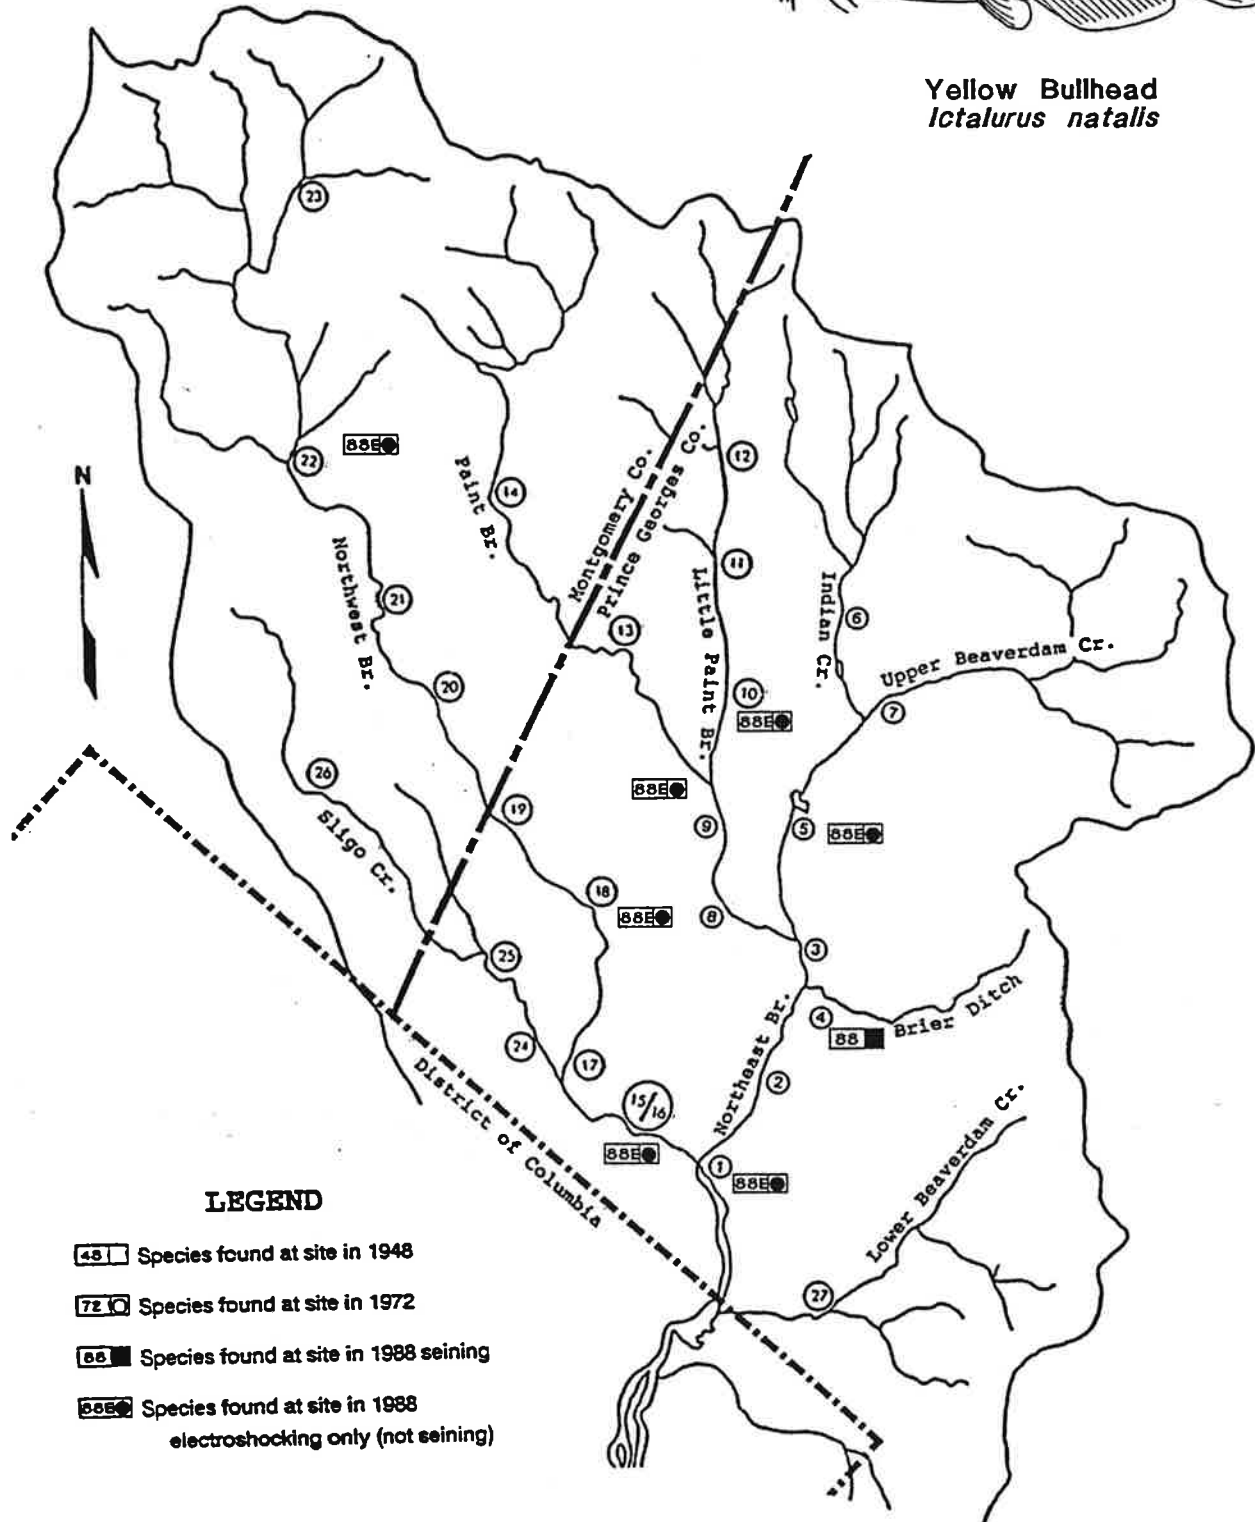 Yellow Bullhead
Ictalurus natalis
23
22
88E
N
Paint Br.
14
Montgomery Co.
Prince Georges Co.
12
11
Northwest Br.
21
Little Paint Br.
Indian Cr.
6
13
Upper Beaverdam Cr.
20
10
88E
7
26
88E
19
9
5
88E
Sligo Cr.
18
88E
8
3
25
4
Brier Ditch
88
24
17
Northeast Br.
2
District of Columbia
15/16
88E
1
88E
Lower Beaverdam Cr.
27
LEGEND
48 Species found at site in 1948
72 Species found at site in 1972
88 Species found at site in 1988 seining
88E Species found at site in 1988
electroshocking only (not seining)